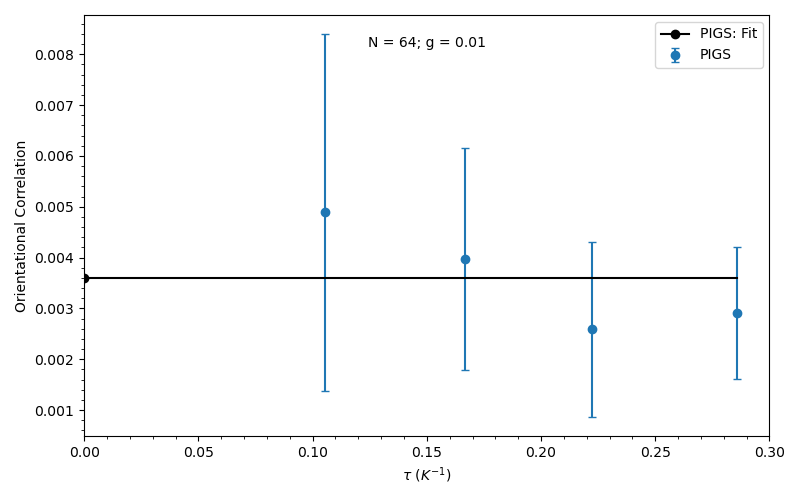 N = 64; g = 0.01
PIGS: Fit
PIGS
Orientational Correlation
0.008
0.007
0.006
0.005
0.004
0.003
0.002
0.001
0.00 0.05 0.10 0.15 0.20 0.25 0.30
τ (K⁻¹)